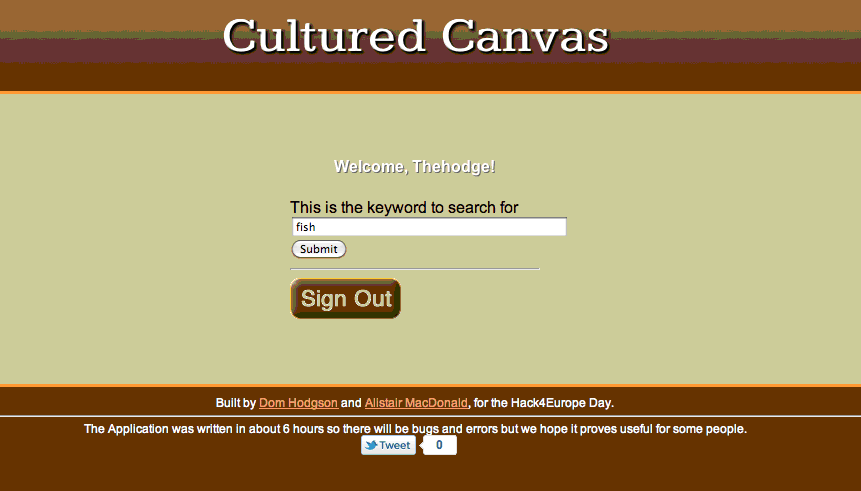 Cultured Canvas
Welcome, Thehodge!
This is the keyword to search for
fish
Submit
Sign Out
Built by Dom Hodgson and Alistair MacDonald, for the Hack4Europe Day.
The Application was written in about 6 hours so there will be bugs and errors but we hope it proves useful for some people.
Tweet 0